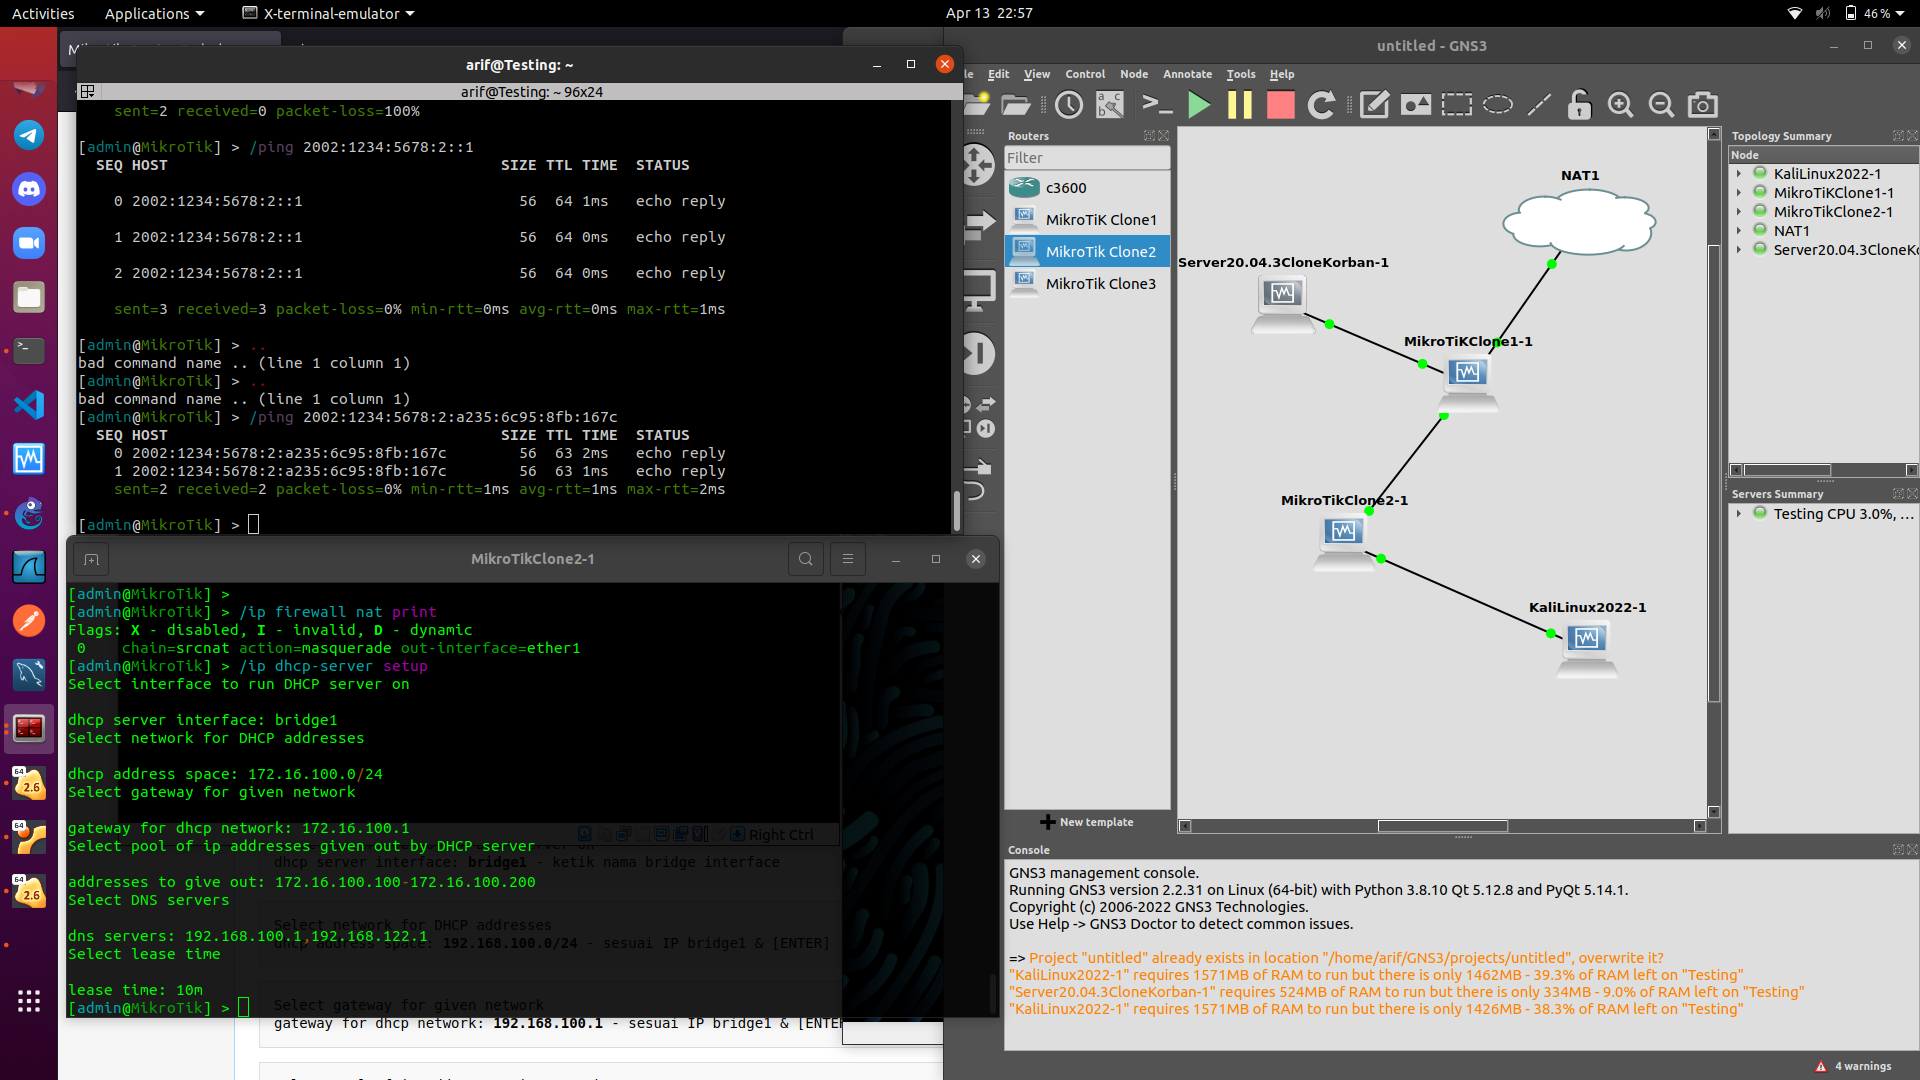 Activities
Applications
X-terminal-emulator
Apr 13 22:57
46 %
arif@Testing: ~
arif@Testing: ~ 96x24
sent=2 received=0 packet-loss=100%
[admin@MikroTik] > /ping 2002:1234:5678:2::1
SEQ HOST SIZE TTL TIME STATUS
0 2002:1234:5678:2::1 56 64 1ms echo reply
1 2002:1234:5678:2::1 56 64 0ms echo reply
2 2002:1234:5678:2::1 56 64 0ms echo reply
sent=3 received=3 packet-loss=0% min-rtt=0ms avg-rtt=0ms max-rtt=1ms
[admin@MikroTik] > ..
bad command name .. (line 1 column 1)
[admin@MikroTik] > ..
bad command name .. (line 1 column 1)
[admin@MikroTik] > /ping 2002:1234:5678:2:a235:6c95:8fb:167c
SEQ HOST SIZE TTL TIME STATUS
0 2002:1234:5678:2:a235:6c95:8fb:167c 56 63 2ms echo reply
1 2002:1234:5678:2:a235:6c95:8fb:167c 56 63 1ms echo reply
sent=2 received=2 packet-loss=0% min-rtt=1ms avg-rtt=1ms max-rtt=2ms
[admin@MikroTik] >
MikroTikClone2-1
[admin@MikroTik] >
[admin@MikroTik] > /ip firewall nat print
Flags: X - disabled, I - invalid, D - dynamic
0 chain=srcnat action=masquerade out-interface=ether1
[admin@MikroTik] > /ip dhcp-server setup
Select interface to run DHCP server on
dhcp server interface: bridge1
Select network for DHCP addresses
dhcp address space: 172.16.100.0/24
Select gateway for given network
gateway for dhcp network: 172.16.100.1
Right Ctrl
Select pool of ip addresses given out by DHCP server
dhcp server interface: bridge1 - ketik nama bridge interface
addresses to give out: 172.16.100.100-172.16.100.200
Select DNS servers
Select network for DHCP addresses
dns servers: 192.168.100.1,192.168.122.1
dhcp address space: 192.168.100.0/24 - sesuai IP bridge1 & [ENTER]
Select lease time
lease time: 10m
Select gateway for given network
[admin@MikroTik] >
gateway for dhcp network: 192.168.100.1 - sesuai IP bridge1 & [ENTER
untitled - GNS3
le Edit View Control Node Annotate Tools Help
Routers
Filter
c3600
MikroTiK Clone1
MikroTik Clone2
MikroTik Clone3
New template
NAT1
Server20.04.3CloneKorban-1
MikroTiKClone1-1
MikroTikClone2-1
KaliLinux2022-1
Topology Summary
Node
KaliLinux2022-1
MikroTiKClone1-1
MikroTikClone2-1
NAT1
Server20.04.3CloneKo
Servers Summary
Testing CPU 3.0%, ...
Console
GNS3 management console.
Running GNS3 version 2.2.31 on Linux (64-bit) with Python 3.8.10 Qt 5.12.8 and PyQt 5.14.1.
Copyright (c) 2006-2022 GNS3 Technologies.
Use Help -> GNS3 Doctor to detect common issues.
=> Project "untitled" already exists in location "/home/arif/GNS3/projects/untitled", overwrite it?
"KaliLinux2022-1" requires 1571MB of RAM to run but there is only 1462MB - 39.3% of RAM left on "Testing"
"Server20.04.3CloneKorban-1" requires 524MB of RAM to run but there is only 334MB - 9.0% of RAM left on "Testing"
"KaliLinux2022-1" requires 1571MB of RAM to run but there is only 1426MB - 38.3% of RAM left on "Testing"
4 warnings
64
2.6
64
2.6